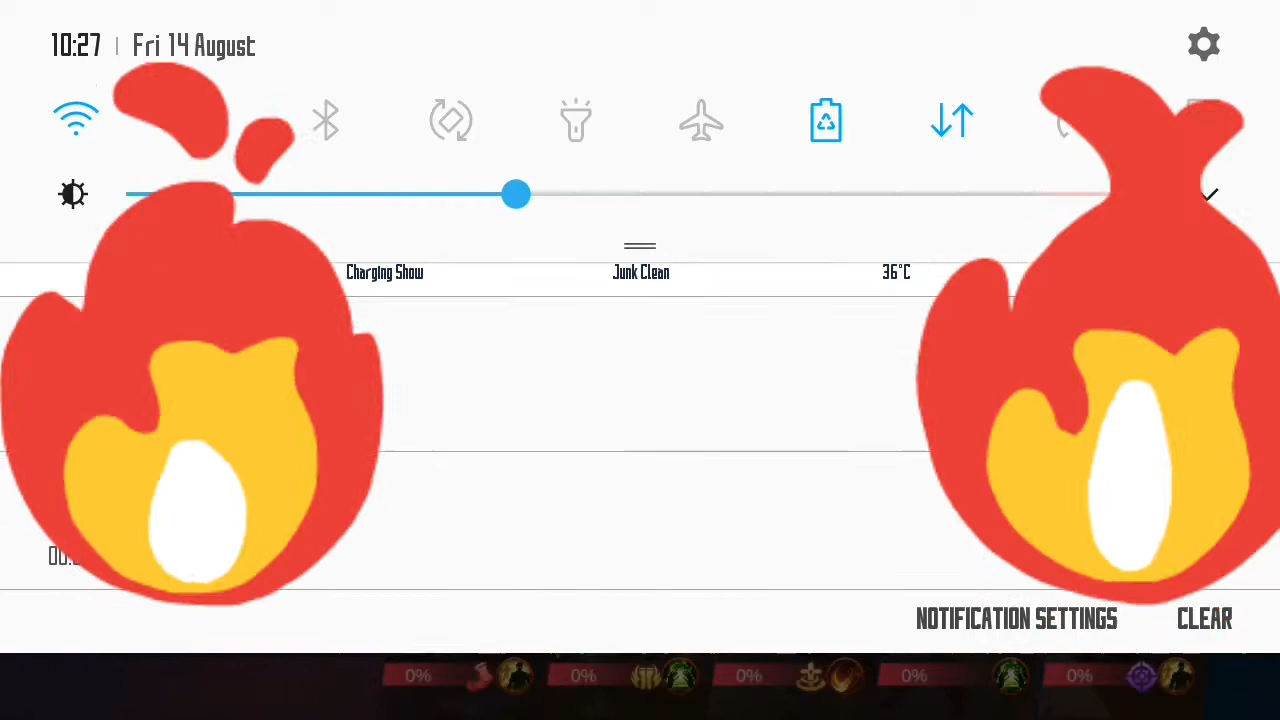 10:27 | Fri 14 August
Charging Show Junk Clean 36°C
NOTIFICATION SETTINGS CLEAR
0% 0% 0% 0% 0%